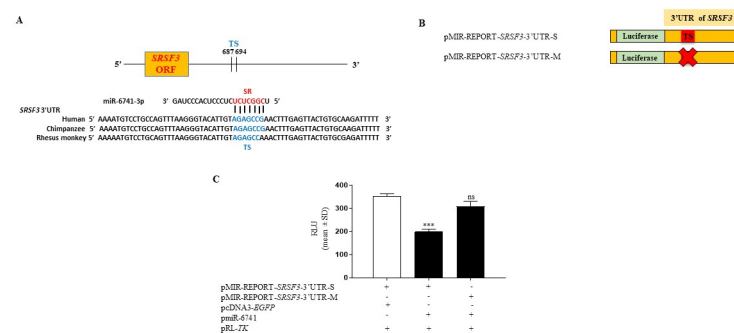 A
TS
687 694
5’ SRSF3 ORF 3’
SR
miR-6741-3p 3’ GAUCCCACUCCCUCUCUCGGCU 5’
SRSF3 3’UTR
Human 5’ AAAATGTCCTGCCAGTTTAAGGGTACATTGTAGAGCCGAACTTTGAGTTACTGTGCAAGATTTTT 3’
Chimpanzee 5’ AAAAATGTCCTGCCAGTTTAAGGGTACATTGTAGAGCCGAACTTTGAGTTACTGTGCAAGATTTTT 3’
Rhesus monkey 5’ AAAAATGTCCTGCAGTTTAAGGGTACATTGTAGAGCCAAACTTTGAGTTACTGTGCAAGATTTTT 3’
TS
B
3’UTR of SRSF3
pMIR-REPORT-SRSF3-3’UTR-S Luciferase TS
pMIR-REPORT-SRSF3-3’UTR-M Luciferase
C
RLU
(mean ± SD)
400
300
200
100
0
***
ns
pMIR-REPORT-SRSF3-3’UTR-S + + -
pMIR-REPORT-SRSF3-3’UTR-M - - +
pcDNA3-EGFP + - -
pmiR-6741 - + +
pRL-TK + + +